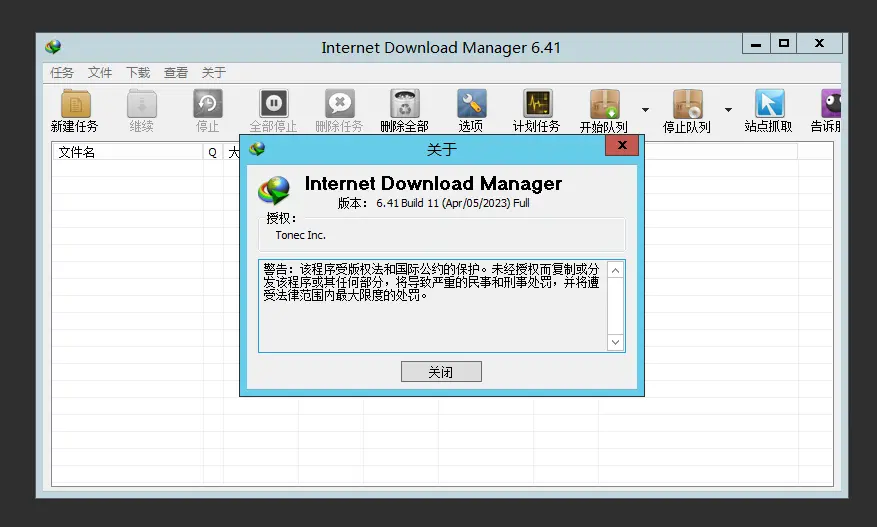 Internet Download Manager 6.41
任务 文件 下载 查看 关于
新建任务 继续 停止 全部停止 删除任务 删除全部 选项 计划任务 开始队列 停止队列 站点抓取 告诉
文件名 Q 大
关于
Internet Download Manager
版本: 6.41 Build 11 (Apr/05/2023) Full
授权:
Tonec Inc.
警告: 该程序受版权法和国际公约的保护。未经授权而复制或分
发该程序或其任何部分，将导致严重的民事和刑事处罚，并将遭
受法律范围内最大限度的处罚。
关闭